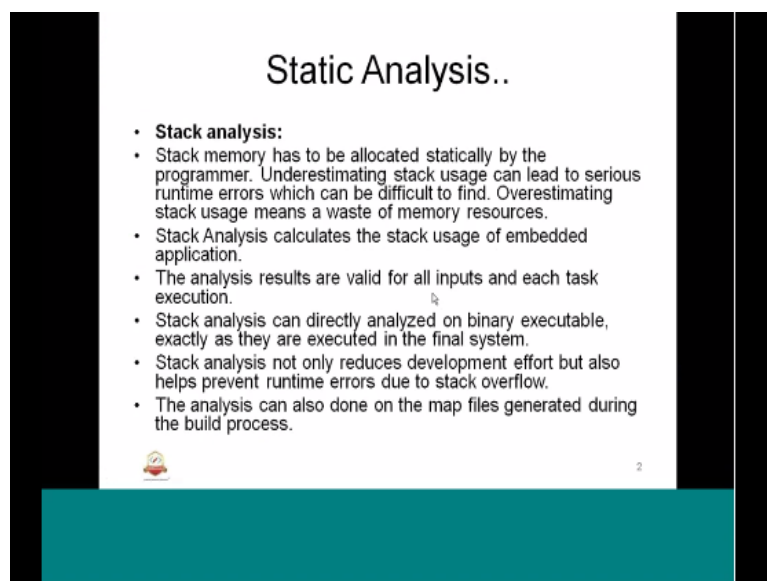 Static Analysis..
• Stack analysis:
• Stack memory has to be allocated statically by the
programmer. Underestimating stack usage can lead to serious
runtime errors which can be difficult to find. Overestimating
stack usage means a waste of memory resources.
• Stack Analysis calculates the stack usage of embedded
application.
• The analysis results are valid for all inputs and each task
execution.
• Stack analysis can directly analyzed on binary executable,
exactly as they are executed in the final system.
• Stack analysis not only reduces development effort but also
helps prevent runtime errors due to stack overflow.
• The analysis can also done on the map files generated during
the build process.
2